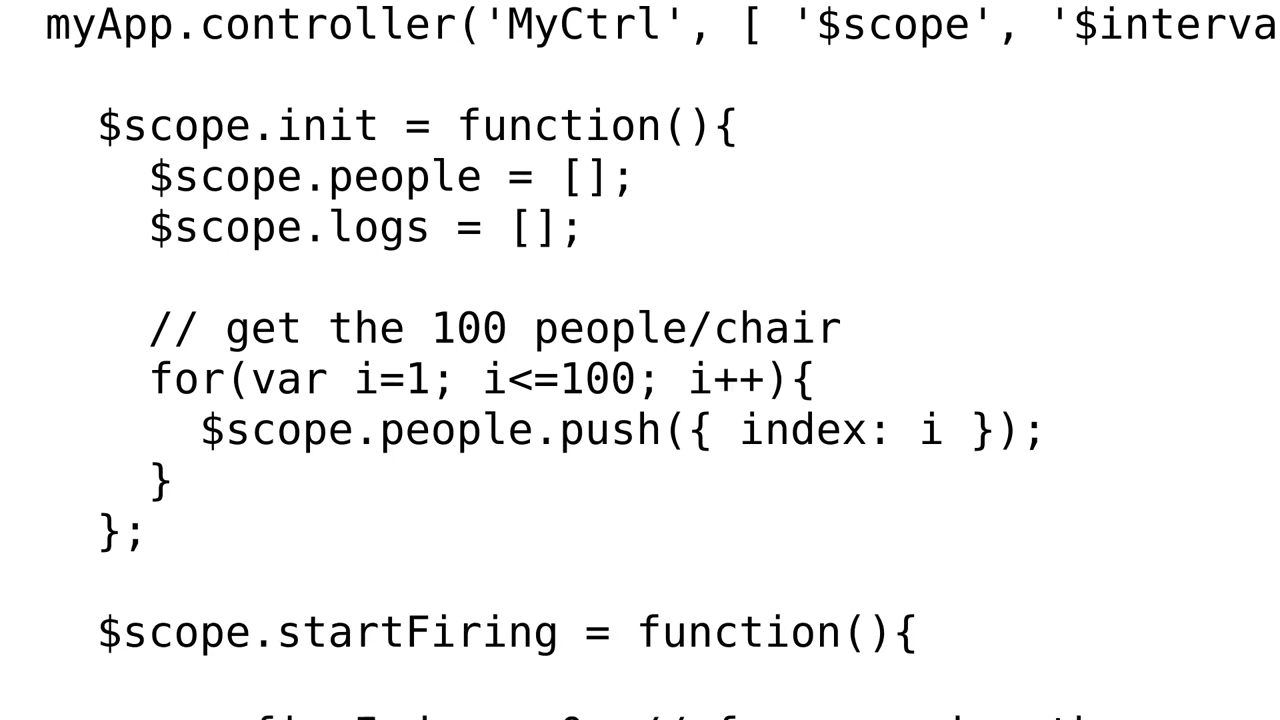 myApp.controller('MyCtrl', [ '$scope', '$interva
$scope.init = function(){
$scope.people = [];
$scope.logs = [];
// get the 100 people/chair
for(var i=1; i<=100; i++){
$scope.people.push({ index: i });
}
};
$scope.startFiring = function(){